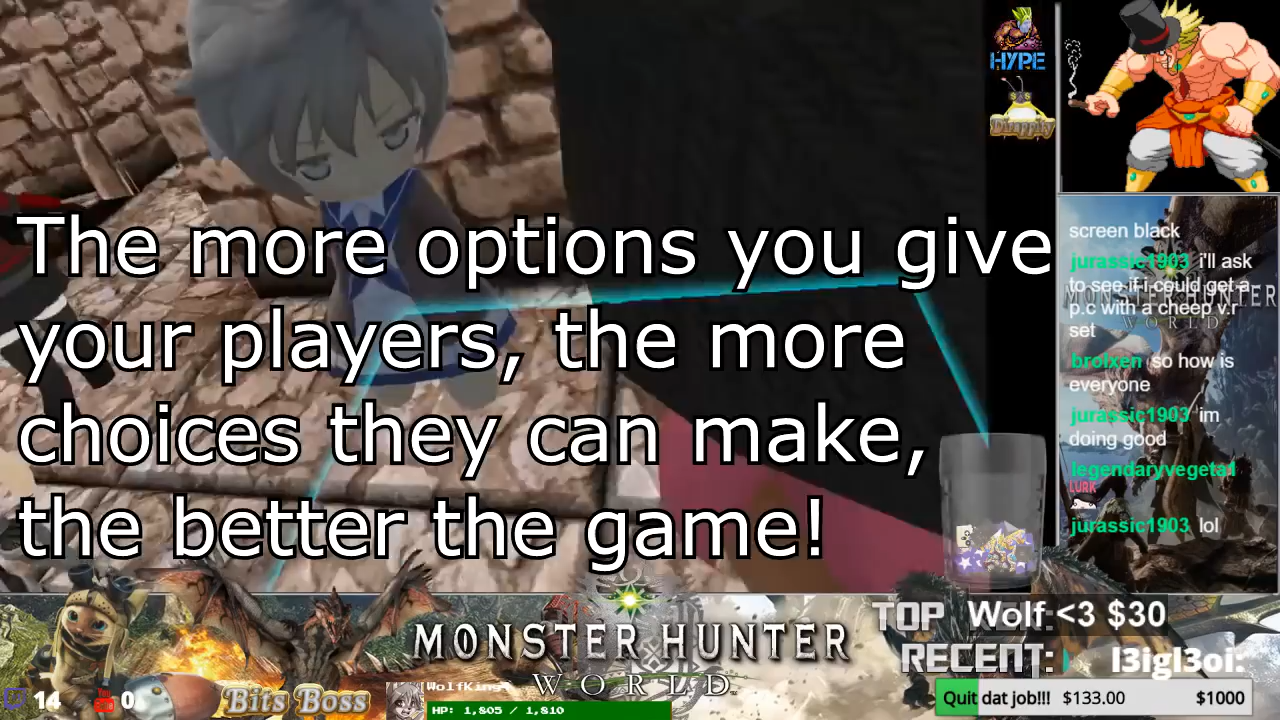 HYPE
The more options you give
your players, the more
choices they can make,
the better the game!
screen black
jurassic1903 i'll ask
to see if i could get a
p.c with a cheep v.r
set
MONSTER HUNTER
WORLD
brolxen so how is
everyone
jurassic1903 im
doing good
legendaryvegeta1
LURK
jurassic1903 lol
MONSTER HUNTER
WORLD
TOP Wolf <3 $30
RECENT: l3igl3oi:
14
You
0
Bits Boss
WolfKing
HP: 1,805 / 1,810
Quit dat job!!! $133.00 $1000